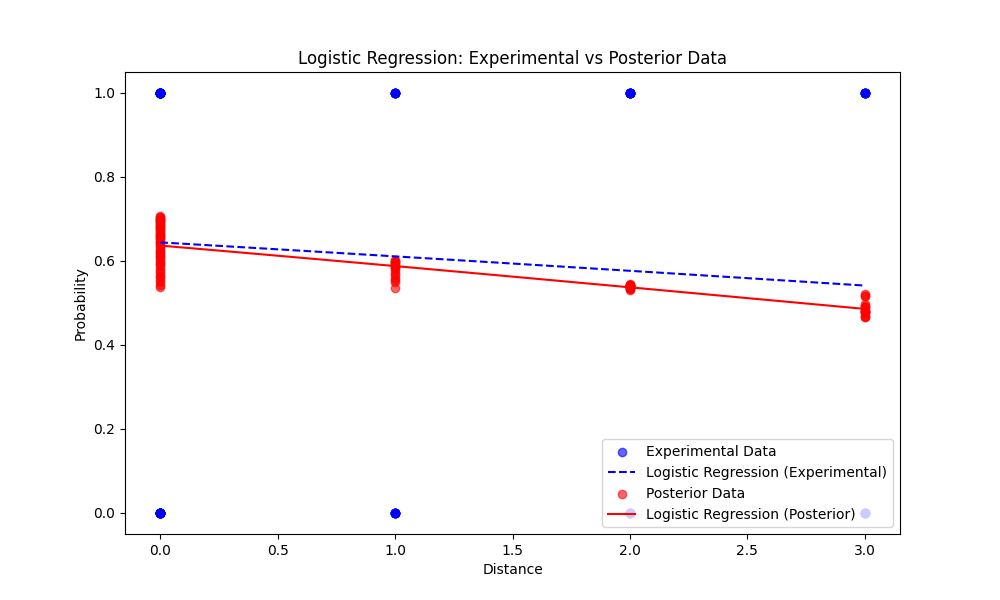 Logistic Regression: Experimental vs Posterior Data
1.0
0.8
0.6
0.4
0.2
0.0
Probability
Experimental Data
Logistic Regression (Experimental)
Posterior Data
Logistic Regression (Posterior)
0.0 0.5 1.0 1.5 2.0 2.5 3.0
Distance